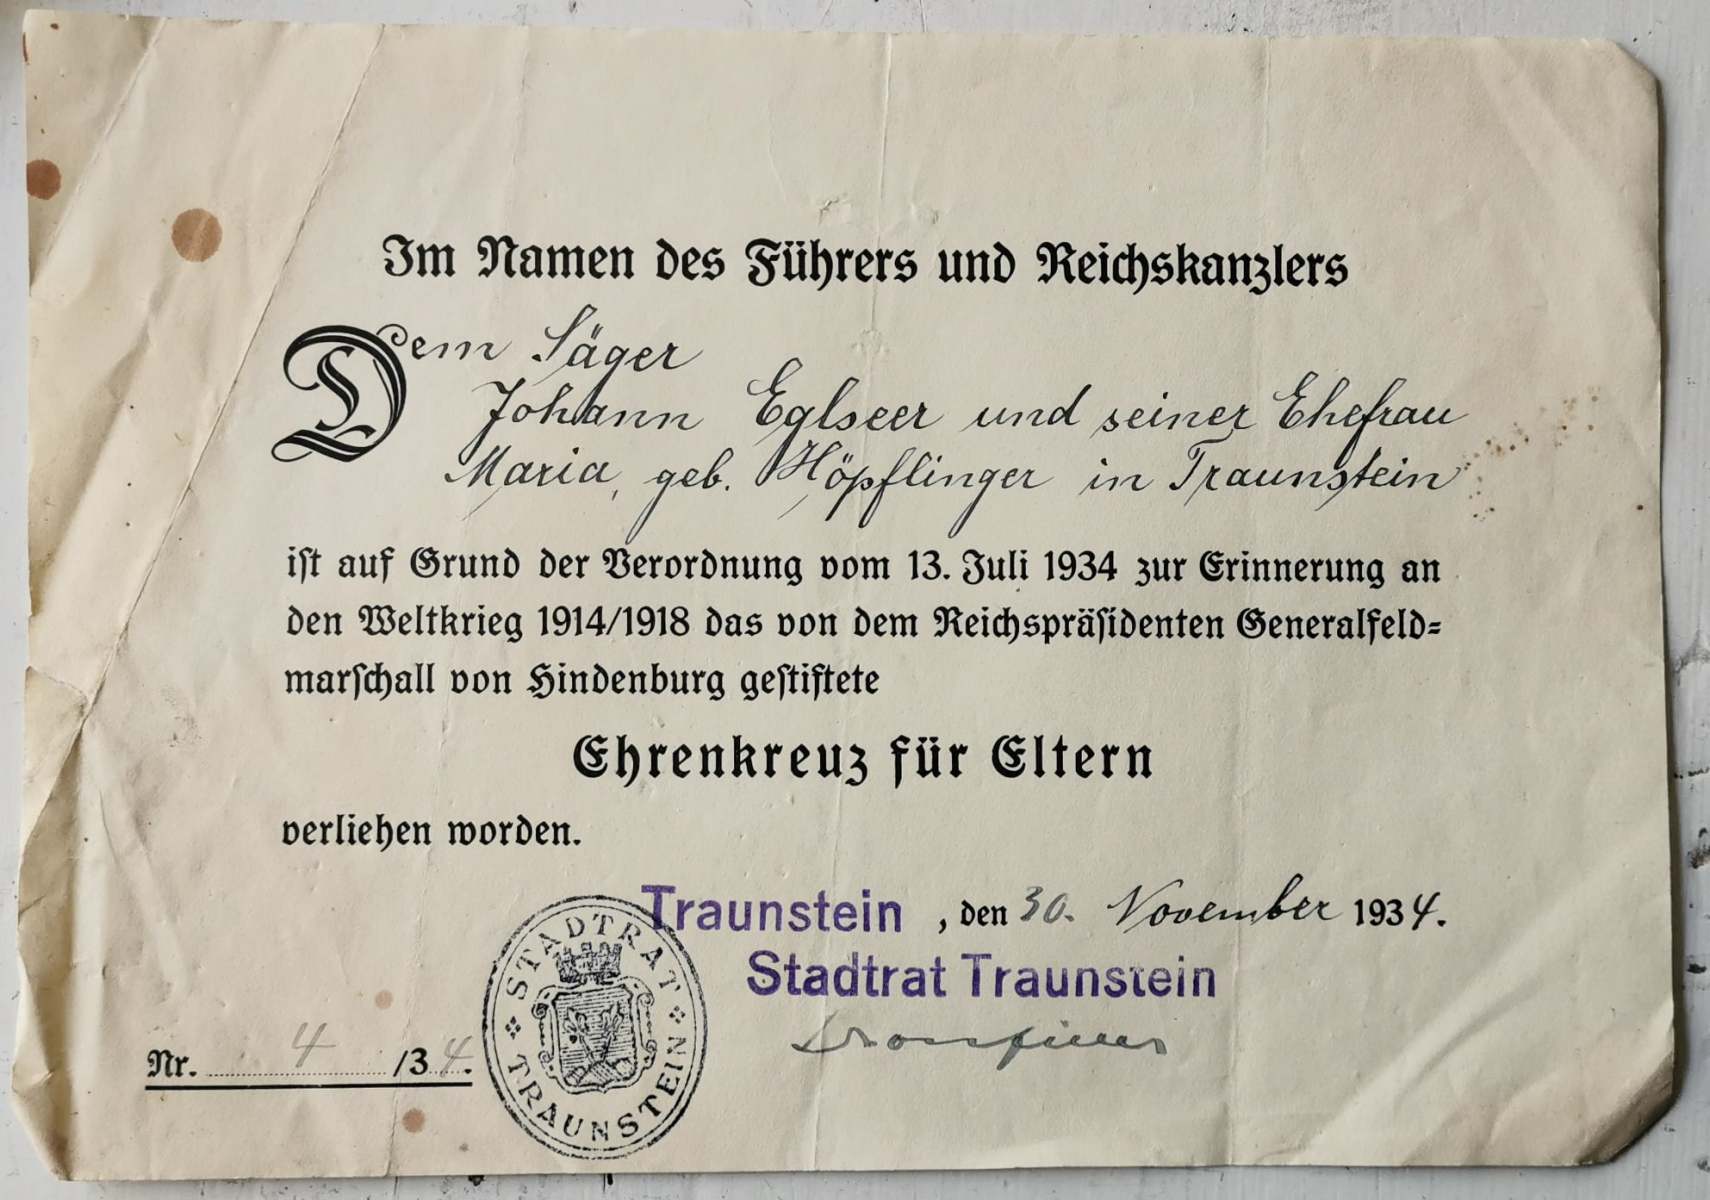 Im Namen des Führers und Reichskanzlers
Dem Säger
Johann Eglseer und seiner Ehefrau
Maria, geb. Höpflinger in Traunstein
ist auf Grund der Verordnung vom 13. Juli 1934 zur Erinnerung an
den Weltkrieg 1914/1918 das von dem Reichspräsidenten Generalfeld-
marschall von Hindenburg gestiftete
Ehrenkreuz für Eltern
verliehen worden.
Traunstein, den 30. November 1934.
Stadtrat Traunstein
Nr. 4 /34.
STADTRAT
TRAUNSTEIN